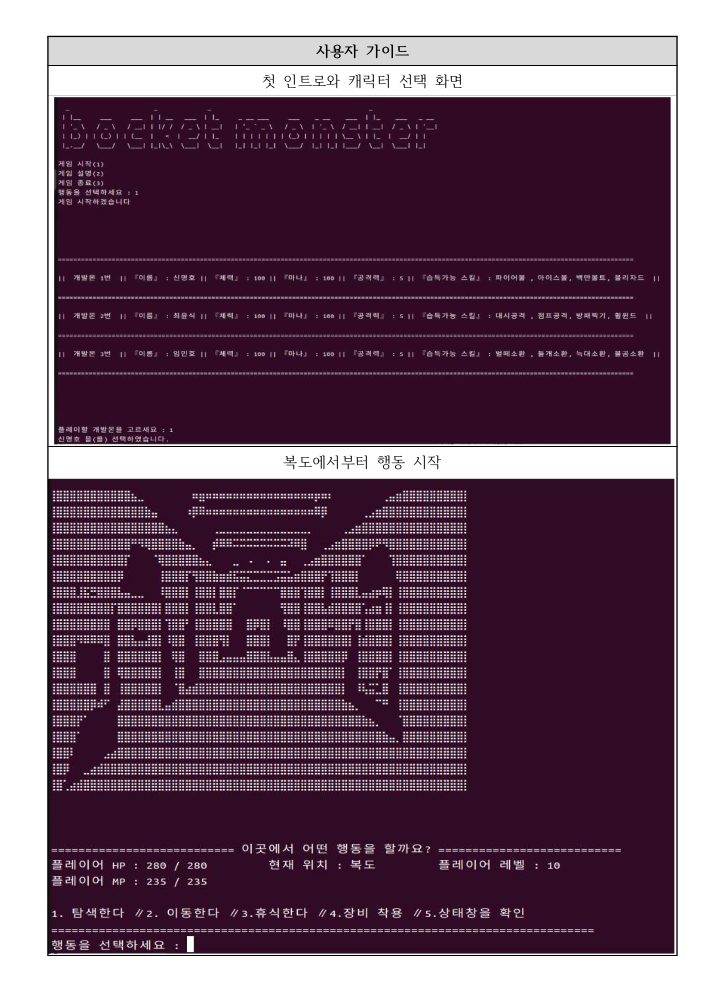 사용자 가이드
첫 인트로와 캐릭터 선택 화면
bocket monster
게임 시작(1)
게임 설명(2)
게임 종료(3)
행동을 선택하세요 : 1
게임 시작하겠습니다
|| 개발몬 1번 || 『이름』 : 신명호 || 『체력』 : 100 || 『마나』 : 100 || 『공격력』 : 5 || 『습득가능 스킬』 : 파이어볼 , 아이스볼, 백만볼트, 블리자드 ||
|| 개발몬 2번 || 『이름』 : 최윤식 || 『체력』 : 100 || 『마나』 : 100 || 『공격력』 : 5 || 『습득가능 스킬』 : 대시공격 , 점프공격, 방패찍기, 휠윈드 ||
|| 개발몬 3번 || 『이름』 : 임민호 || 『체력』 : 100 || 『마나』 : 100 || 『공격력』 : 5 || 『습득가능 스킬』 : 벌떼소환 , 들개소환, 늑대소환, 불곰소환 ||
플레이할 개발몬을 고르세요 : 1
신명호 을(를) 선택하였습니다.
복도에서부터 행동 시작
=========================== 이곳에서 어떤 행동을 할까요? ===========================
플레이어 HP : 280 / 280 현재 위치 : 복도 플레이어 레벨 : 10
플레이어 MP : 235 / 235
1. 탐색한다 //2. 이동한다 //3.휴식한다 //4.장비 착용 //5.상태창을 확인
행동을 선택하세요 :